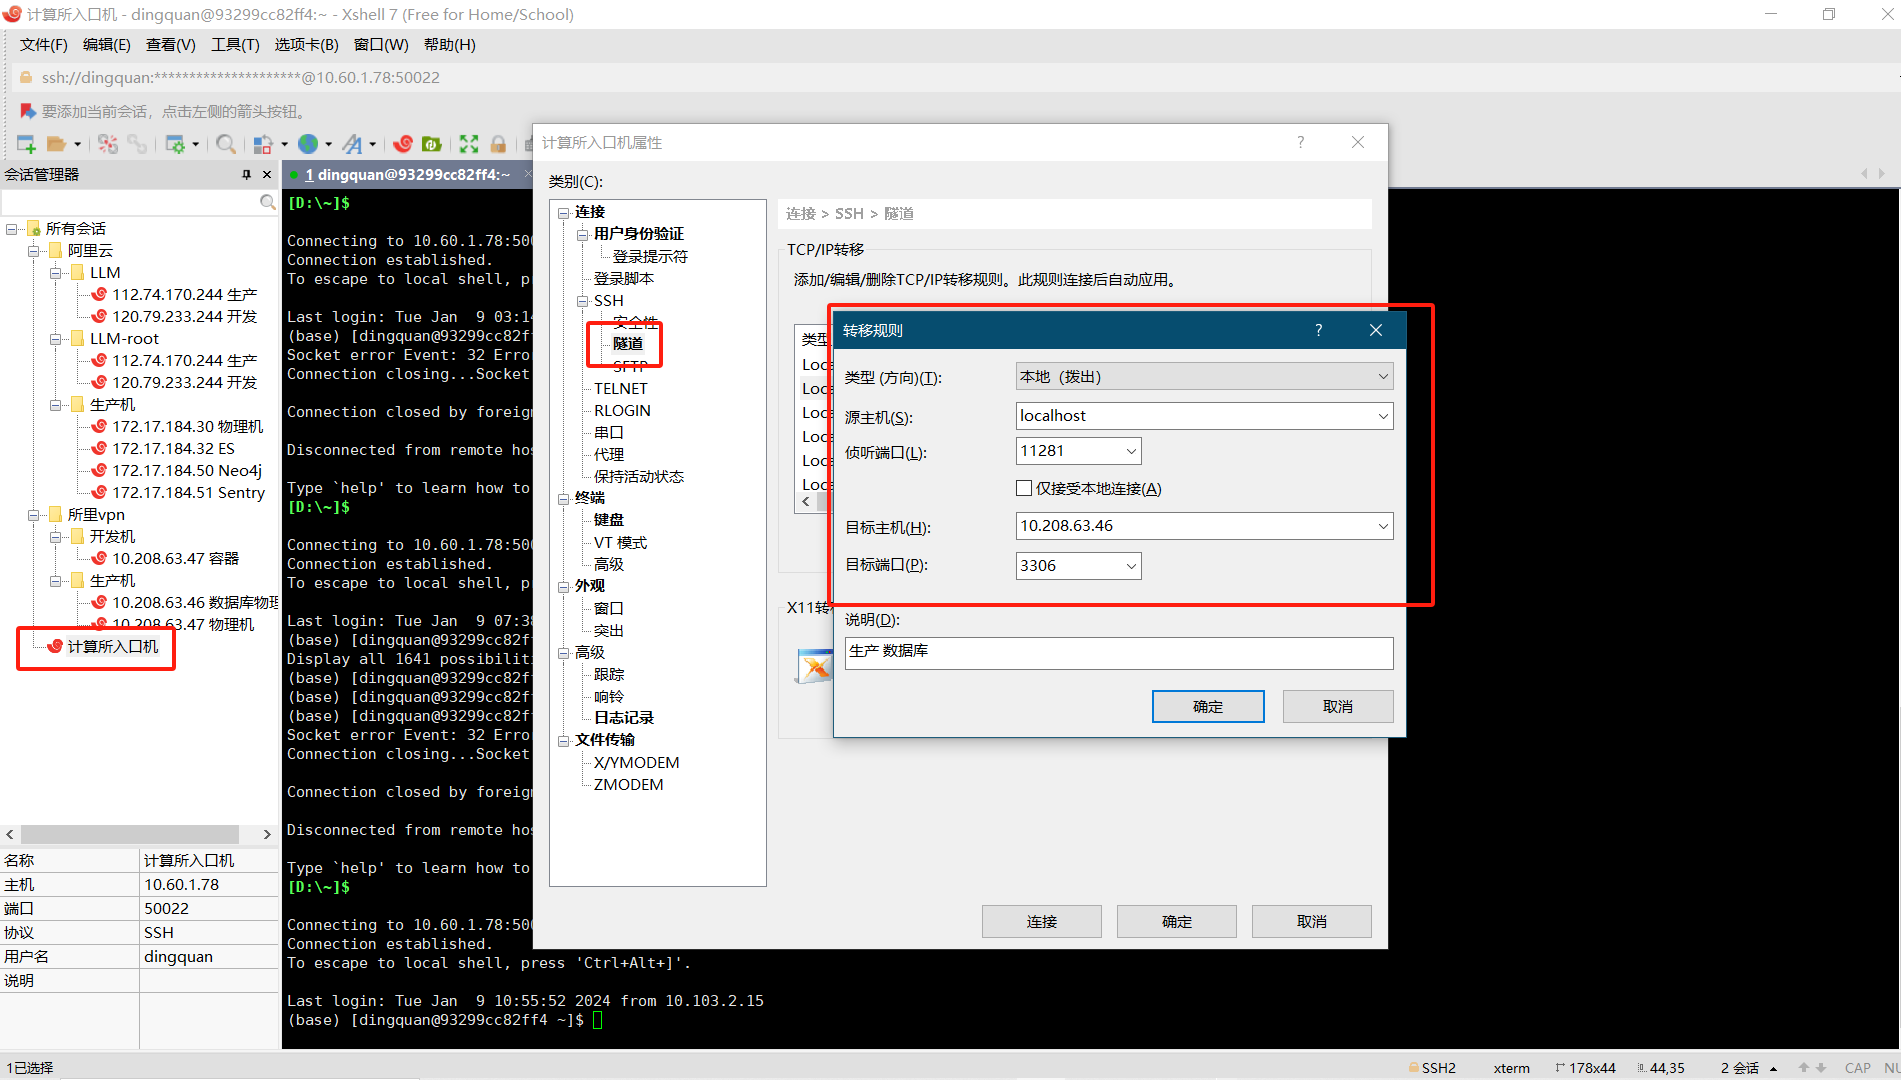 计算所入口机 - dingquan@93299cc82ff4:~ - Xshell 7 (Free for Home/School)
文件(F) 编辑(E) 查看(V) 工具(T) 选项卡(B) 窗口(W) 帮助(H)
ssh://dingquan:*********************@10.60.1.78:50022
要添加当前会话，点击左侧的箭头按钮。
会话管理器
所有会话
阿里云
LLM
112.74.170.244 生产
120.79.233.244 开发
LLM-root
112.74.170.244 生产
120.79.233.244 开发
生产机
172.17.184.30 物理机
172.17.184.32 ES
172.17.184.50 Neo4j
172.17.184.51 Sentry
所里vpn
开发机
10.208.63.47 容器
生产机
10.208.63.46 数据库物理
10.208.63.47 物理机
计算所入口机
名称 计算所入口机
主机 10.60.1.78
端口 50022
协议 SSH
用户名 dingquan
说明
1 dingquan@93299cc82ff4:~
[D:\~]$
Connecting to 10.60.1.78:500
Connection established.
To escape to local shell, pr
Last login: Tue Jan  9 03:14
(base) [dingquan@93299cc82ff
Socket error Event: 32 Error
Connection closing...Socket
Connection closed by foreign
Disconnected from remote hos
Type `help' to learn how to
[D:\~]$
Connecting to 10.60.1.78:500
Connection established.
To escape to local shell, pr
Last login: Tue Jan  9 07:38
(base) [dingquan@93299cc82ff
Display all 1641 possibiliti
(base) [dingquan@93299cc82ff
(base) [dingquan@93299cc82ff
(base) [dingquan@93299cc82ff
Socket error Event: 32 Error
Connection closing...Socket
Connection closed by foreign
Disconnected from remote hos
Type `help' to learn how to
[D:\~]$
Connecting to 10.60.1.78:500
Connection established.
To escape to local shell, press 'Ctrl+Alt+]'.
Last login: Tue Jan  9 10:55:52 2024 from 10.103.2.15
(base) [dingquan@93299cc82ff4 ~]$
计算所入口机属性
类别(C):
连接
用户身份验证
登录提示符
登录脚本
SSH
安全性
隧道
SFTP
TELNET
RLOGIN
串口
代理
保持活动状态
终端
键盘
VT 模式
高级
外观
窗口
突出
高级
跟踪
响铃
日志记录
文件传输
X/YMODEM
ZMODEM
连接 > SSH > 隧道
TCP/IP转移
添加/编辑/删除TCP/IP转移规则。此规则连接后自动应用。
类型
Loca
Loca
Loca
Loca
Loca
Loca
X11转移
连接 确定 取消
转移规则
类型 (方向)(T): 本地（拨出）
源主机(S): localhost
侦听端口(L): 11281
仅接受本地连接(A)
目标主机(H): 10.208.63.46
目标端口(P): 3306
说明(D):
生产 数据库
确定 取消
1已选择
SSH2 xterm 178x44 44,35 2 会话 CAP NU